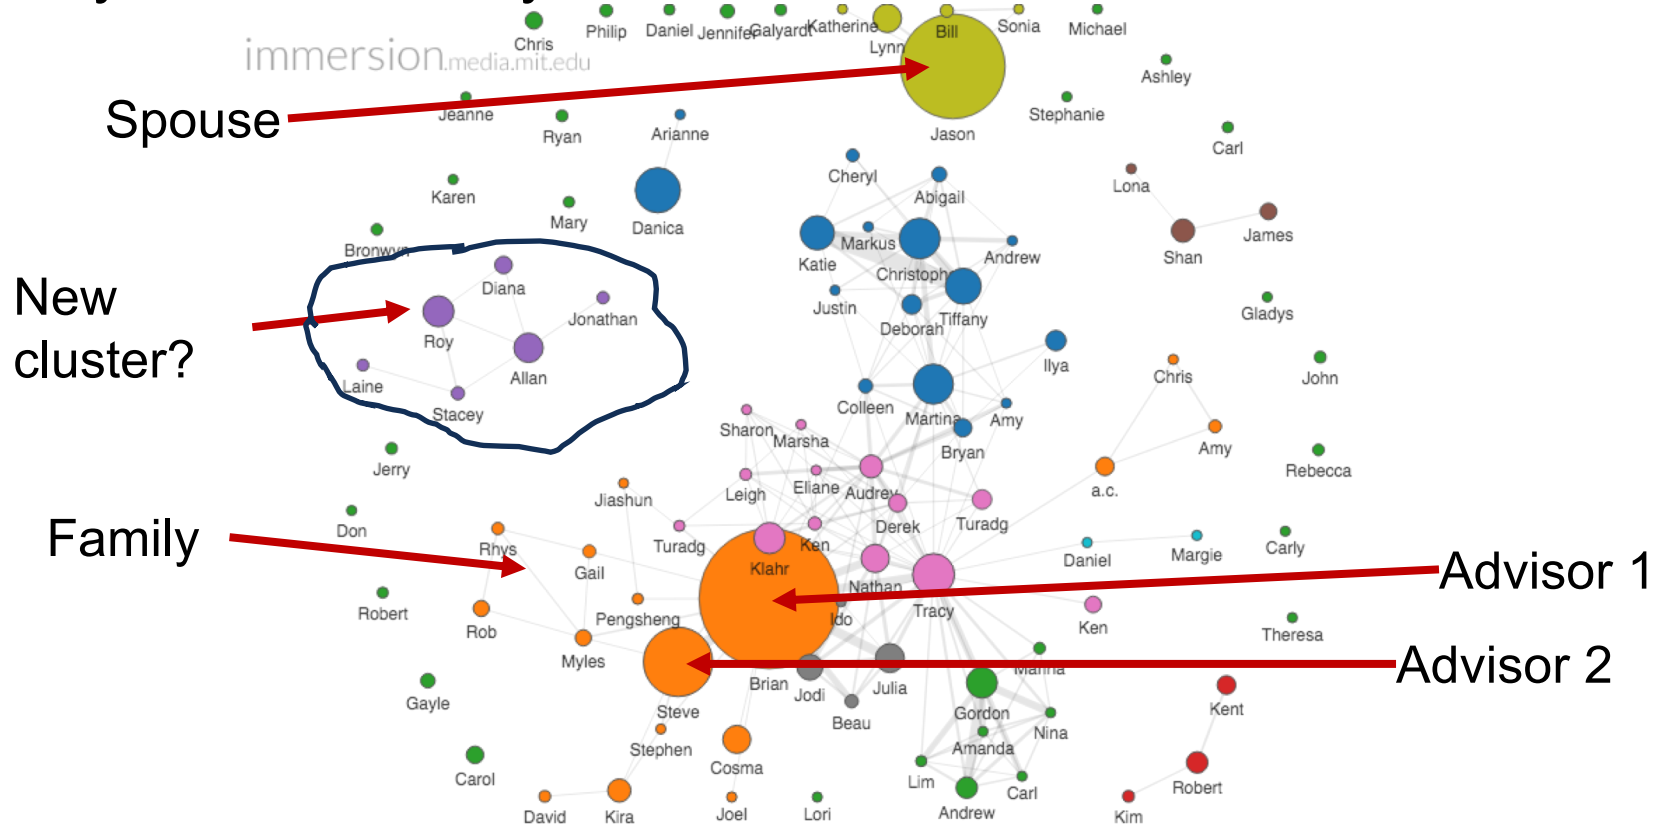 Chris
Philip
Daniel
Jennifer
Galyardt
Katherine
Lynn
Bill
Sonia
Michael
immersion.media.mit.edu
Ashley
Spouse
Jeanne
Ryan
Arianne
Jason
Stephanie
Carl
Karen
Mary
Danica
Cheryl
Abigail
Lona
Bronwyn
Katie
Markus
Christoph
Andrew
Shan
James
New
cluster?
Diana
Roy
Jonathan
Allan
Laine
Stacey
Justin
Deborah
Tiffany
Gladys
Ilya
Chris
John
Colleen
Martina
Amy
Bryan
Amy
Sharon
Marsha
Jerry
Leigh
Eliane
Audrey
Derek
Turadg
a.c.
Rebecca
Jiashun
Don
Family
Rhys
Gail
Turadg
Ken
Klahr
Nathan
Tracy
Daniel
Margie
Carly
Advisor 1
Robert
Rob
Pengsheng
Ido
Ken
Theresa
Myles
Advisor 2
Gayle
Steve
Brian
Jodi
Julia
Beau
Marina
Gordon
Nina
Amanda
Kent
Carol
Stephen
Cosma
Lim
Andrew
Carl
Robert
David
Kira
Joel
Lori
Kim